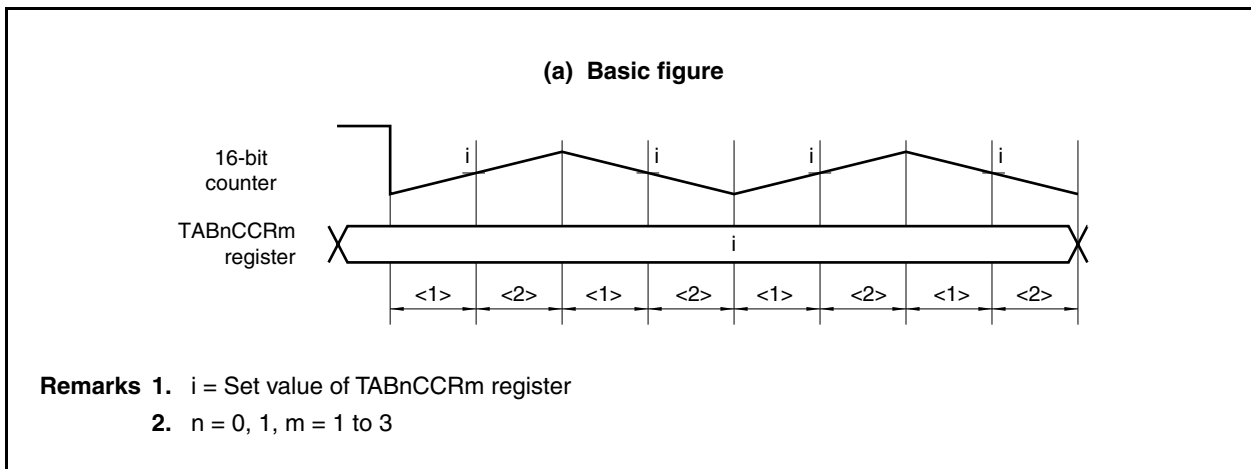 (a) Basic figure
16-bit
counter
i i i i
TABnCCRm
register
i
<1> <2> <1> <2> <1> <2> <1> <2>
Remarks 1. i = Set value of TABnCCRm register
2. n = 0, 1, m = 1 to 3